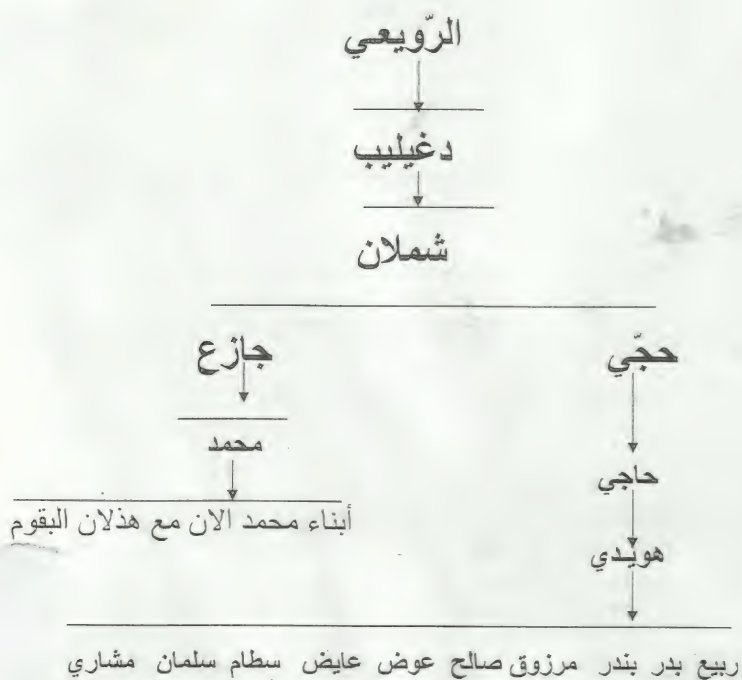 الرّويعي
دغيليب
شملان
حجّي جازع
محمد
حاجي
أبناء محمد الان مع هذلان البقوم
هويدي
ربيع بدر بندر مرزوق صالح عوض عايض سطام سلمان مشاري